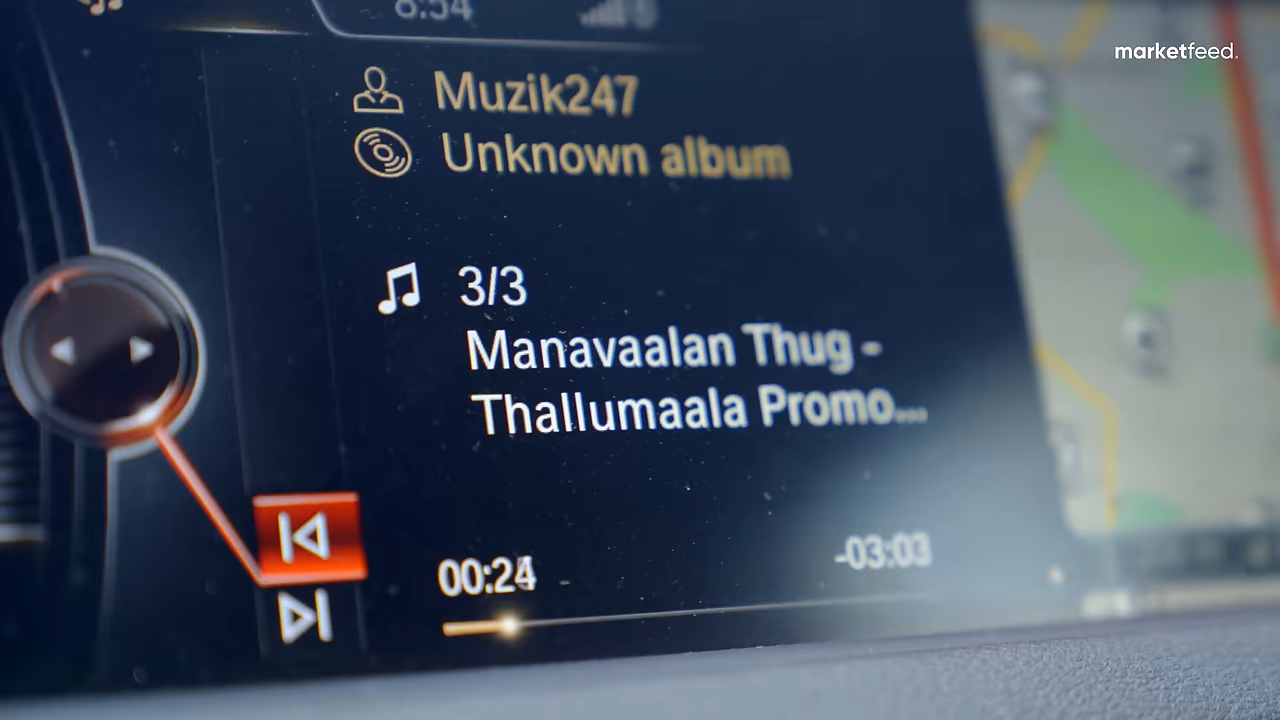 8:54
marketfeed.
Muzik247
Unknown album
3/3
Manavaalan Thug -
Thallumaala Promo...
00:24
-03:03